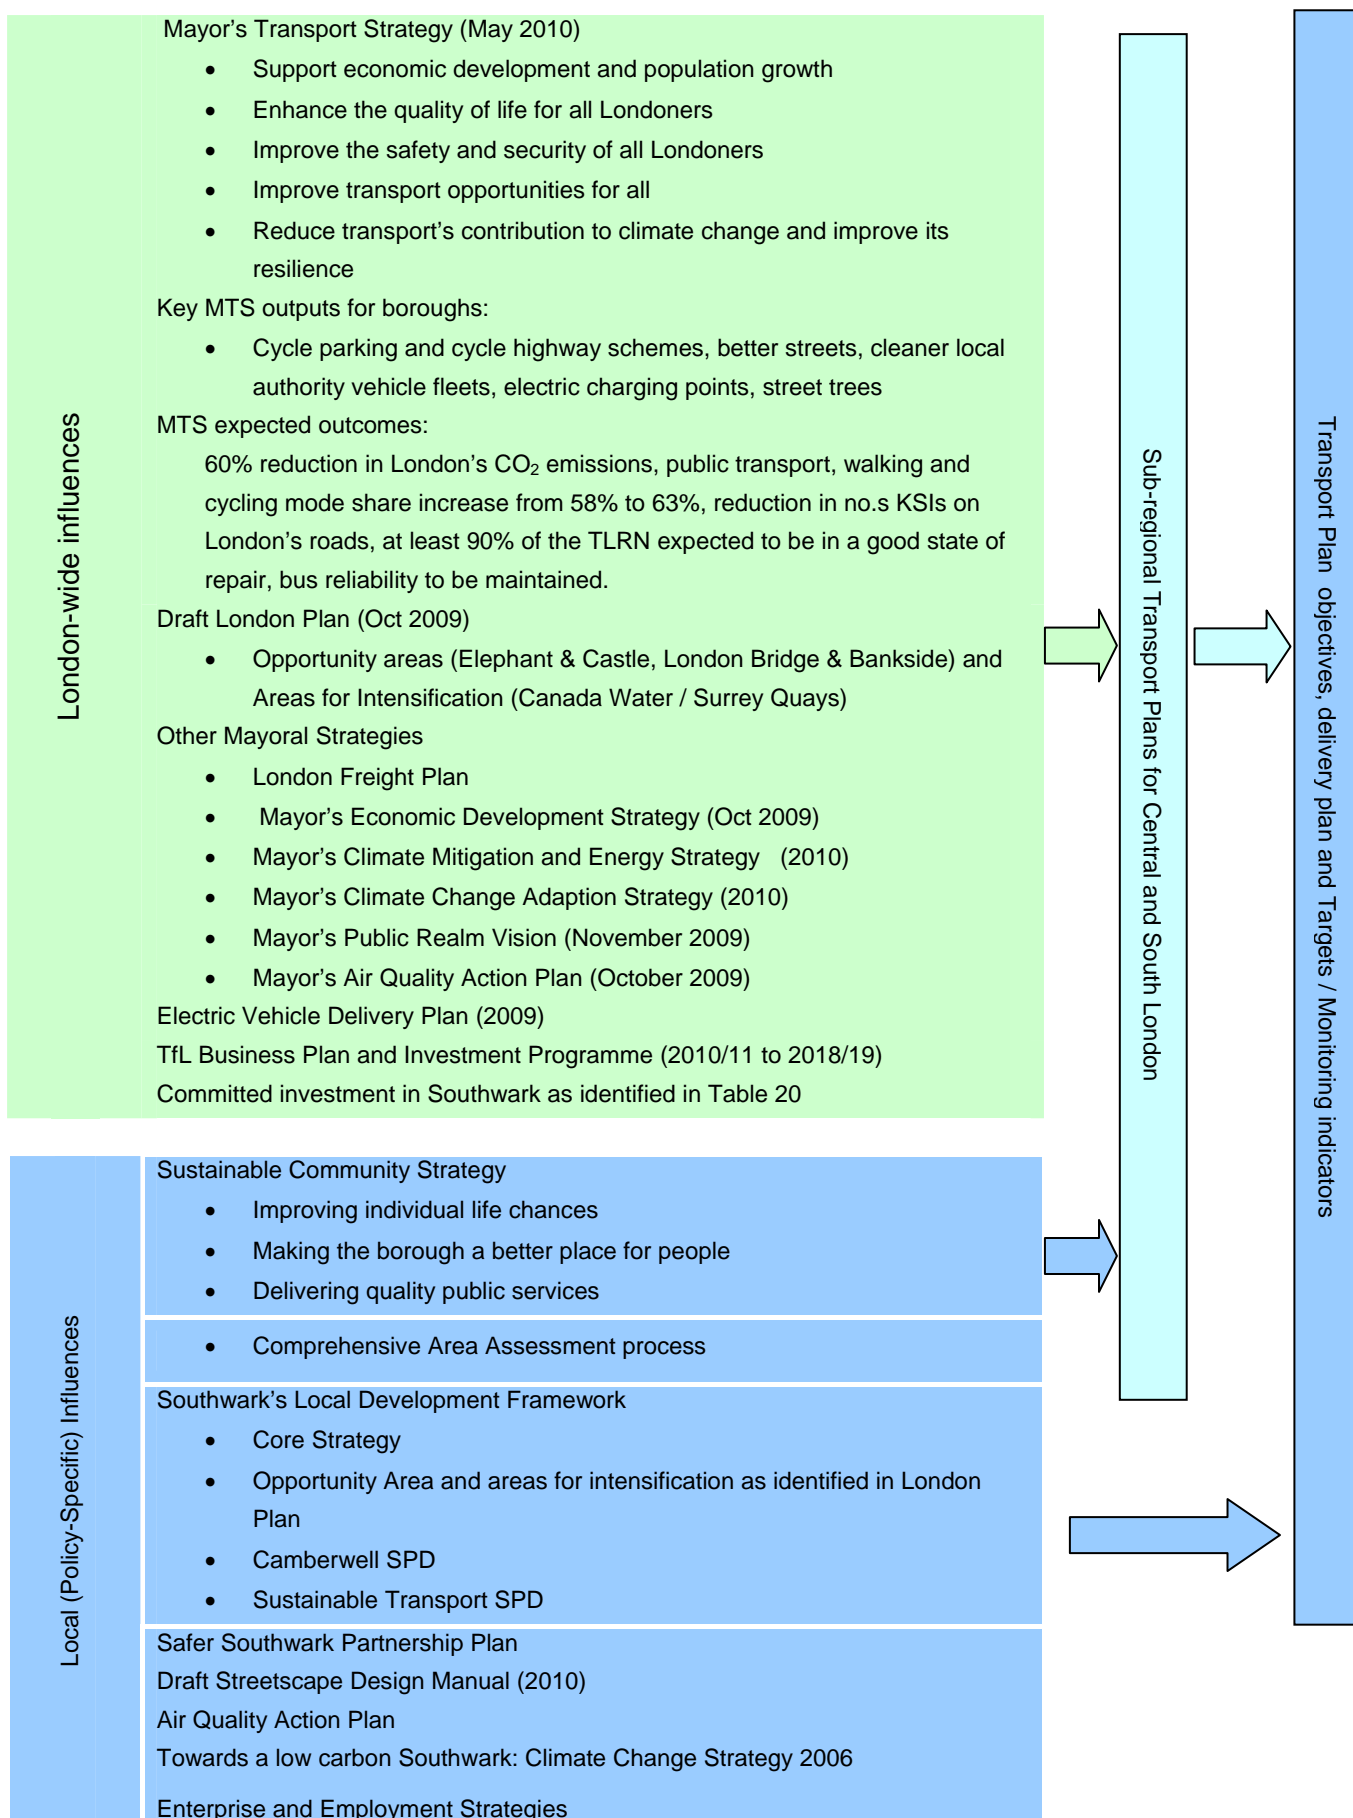 London-wide influences
Mayor’s Transport Strategy (May 2010)
• Support economic development and population growth
• Enhance the quality of life for all Londoners
• Improve the safety and security of all Londoners
• Improve transport opportunities for all
• Reduce transport’s contribution to climate change and improve its
resilience
Key MTS outputs for boroughs:
• Cycle parking and cycle highway schemes, better streets, cleaner local
authority vehicle fleets, electric charging points, street trees
MTS expected outcomes:
60% reduction in London’s CO₂ emissions, public transport, walking and
cycling mode share increase from 58% to 63%, reduction in no.s KSIs on
London’s roads, at least 90% of the TLRN expected to be in a good state of
repair, bus reliability to be maintained.
Draft London Plan (Oct 2009)
• Opportunity areas (Elephant & Castle, London Bridge & Bankside) and
Areas for Intensification (Canada Water / Surrey Quays)
Other Mayoral Strategies
• London Freight Plan
• Mayor’s Economic Development Strategy (Oct 2009)
• Mayor’s Climate Mitigation and Energy Strategy (2010)
• Mayor’s Climate Change Adaption Strategy (2010)
• Mayor’s Public Realm Vision (November 2009)
• Mayor’s Air Quality Action Plan (October 2009)
Electric Vehicle Delivery Plan (2009)
TfL Business Plan and Investment Programme (2010/11 to 2018/19)
Committed investment in Southwark as identified in Table 20
Local (Policy-Specific) Influences
Sustainable Community Strategy
• Improving individual life chances
• Making the borough a better place for people
• Delivering quality public services
• Comprehensive Area Assessment process
Southwark’s Local Development Framework
• Core Strategy
• Opportunity Area and areas for intensification as identified in London
Plan
• Camberwell SPD
• Sustainable Transport SPD
Safer Southwark Partnership Plan
Draft Streetscape Design Manual (2010)
Air Quality Action Plan
Towards a low carbon Southwark: Climate Change Strategy 2006
Enterprise and Employment Strategies
Sub-regional Transport Plans for Central and South London
Transport Plan objectives, delivery plan and Targets / Monitoring indicators